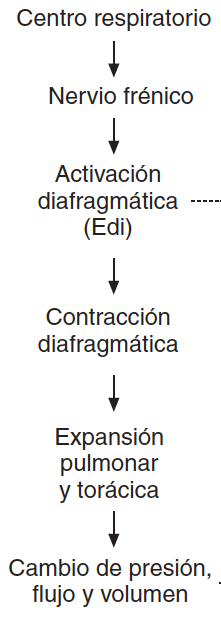 Centro respiratorio
Nervio frénico
Activación
diafragmática
(Edi)
Contracción
diafragmática
Expansión
pulmonar
y torácica
Cambio de presión,
flujo y volumen